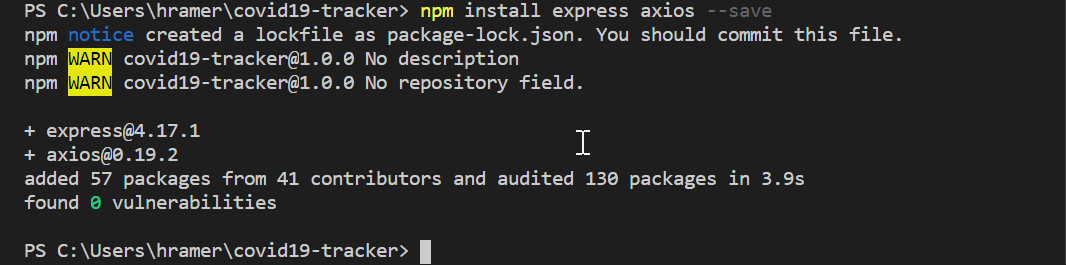 PS C:\Users\hramer\covid19-tracker> npm install express axios --save
npm notice created a lockfile as package-lock.json. You should commit this file.
npm WARN covid19-tracker@1.0.0 No description
npm WARN covid19-tracker@1.0.0 No repository field.
+ express@4.17.1
+ axios@0.19.2
added 57 packages from 41 contributors and audited 130 packages in 3.9s
found 0 vulnerabilities
PS C:\Users\hramer\covid19-tracker>